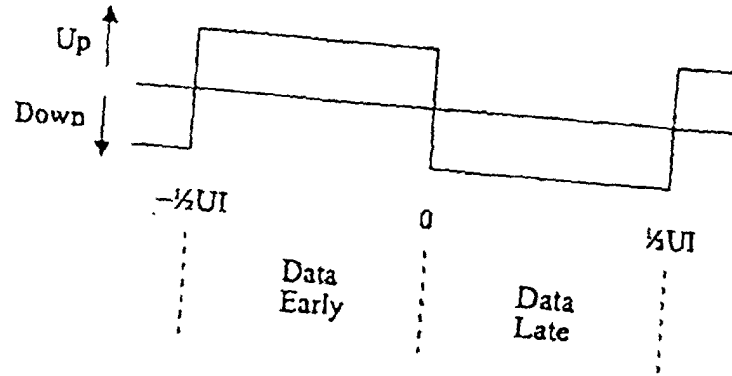 Up
Down
–½UI
0
½UI
Data
Early
Data
Late